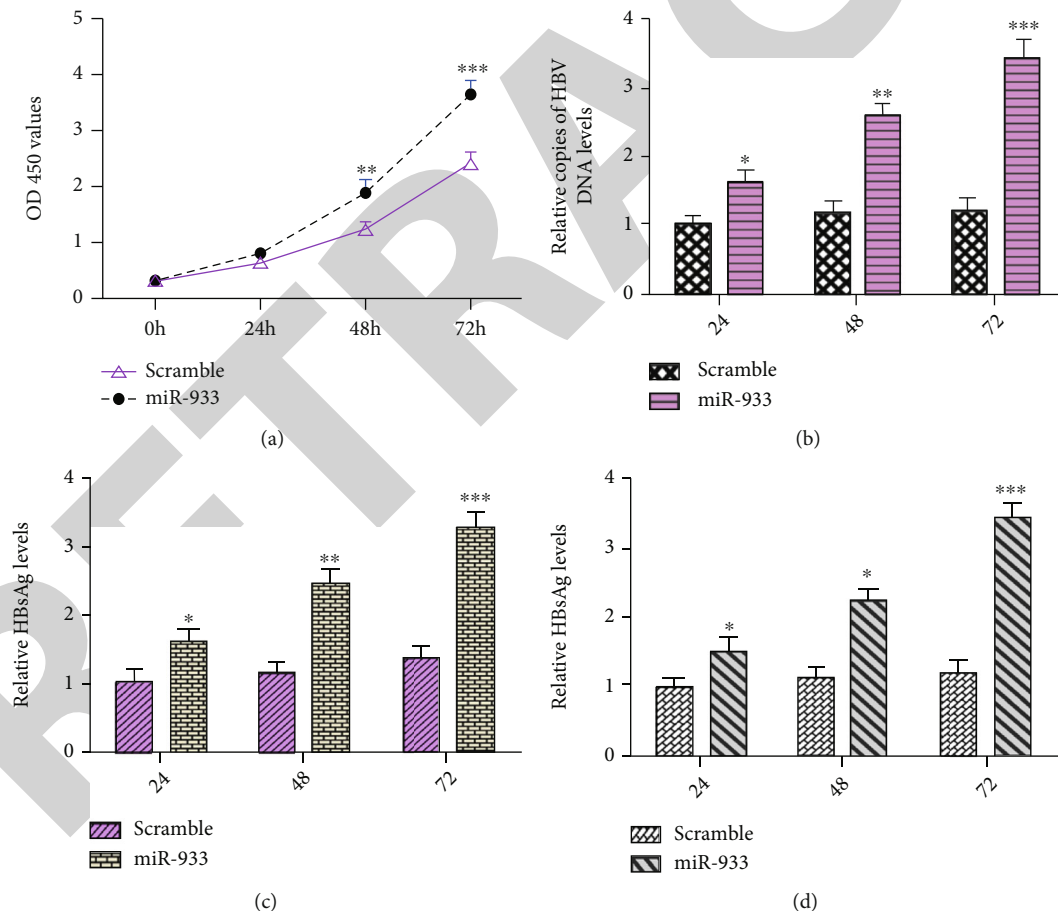 5
4
3
2
1
0
OD 450 values
**
***
0h
24h
48h
72h
Scramble
miR-933
(a)
4
3
2
1
0
Relative copies of HBV
DNA levels
*
**
***
24
48
72
Scramble
miR-933
(b)
4
3
2
1
0
Relative HBsAg levels
*
**
***
24
48
72
Scramble
miR-933
(c)
4
3
2
1
0
Relative HBsAg levels
*
*
***
24
48
72
Scramble
miR-933
(d)